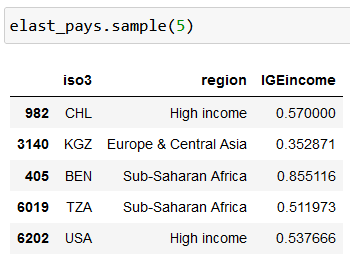 elast_pays.sample(5)
iso3 region IGEincome
982 CHL High income 0.570000
3140 KGZ Europe & Central Asia 0.352871
405 BEN Sub-Saharan Africa 0.855116
6019 TZA Sub-Saharan Africa 0.511973
6202 USA High income 0.537666